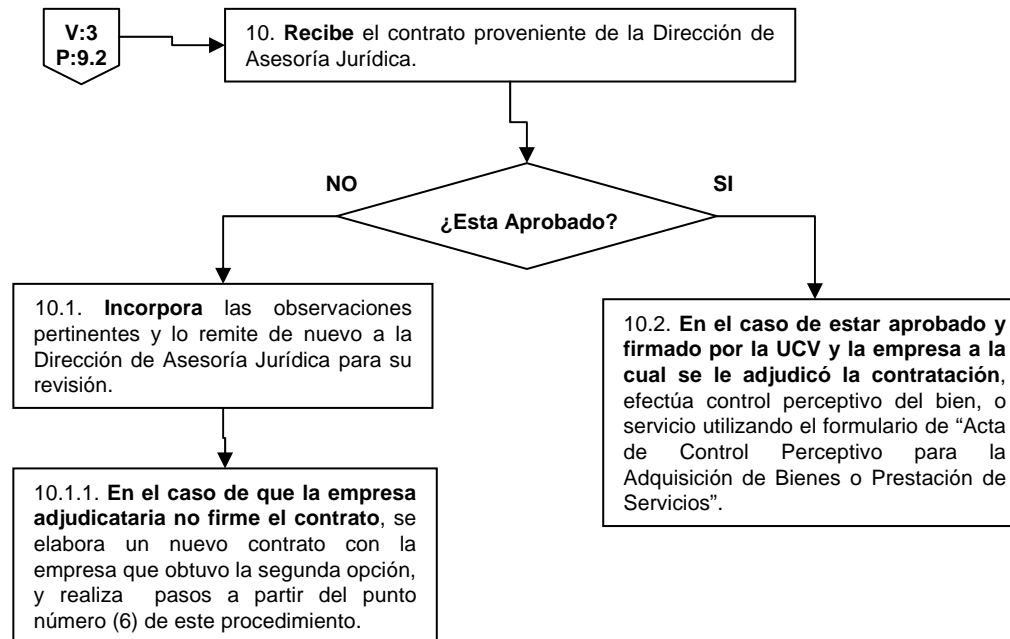 V:3
P:9.2
10. Recibe el contrato proveniente de la Dirección de
Asesoría Jurídica.
NO
SI
¿Esta Aprobado?
10.1. Incorpora las observaciones
pertinentes y lo remite de nuevo a la
Dirección de Asesoría Jurídica para su
revisión.
10.2. En el caso de estar aprobado y
firmado por la UCV y la empresa a la
cual se le adjudicó la contratación,
efectúa control perceptivo del bien, o
servicio utilizando el formulario de “Acta
de Control Perceptivo para la
Adquisición de Bienes o Prestación de
Servicios”.
10.1.1. En el caso de que la empresa
adjudicataria no firme el contrato, se
elabora un nuevo contrato con la
empresa que obtuvo la segunda opción,
y realiza pasos a partir del punto
número (6) de este procedimiento.